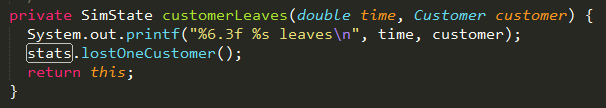 private SimState customerLeaves(double time, Customer customer) {
  System.out.printf("%6.3f %s leaves\n", time, customer);
  stats.lostOneCustomer();
  return this;
}